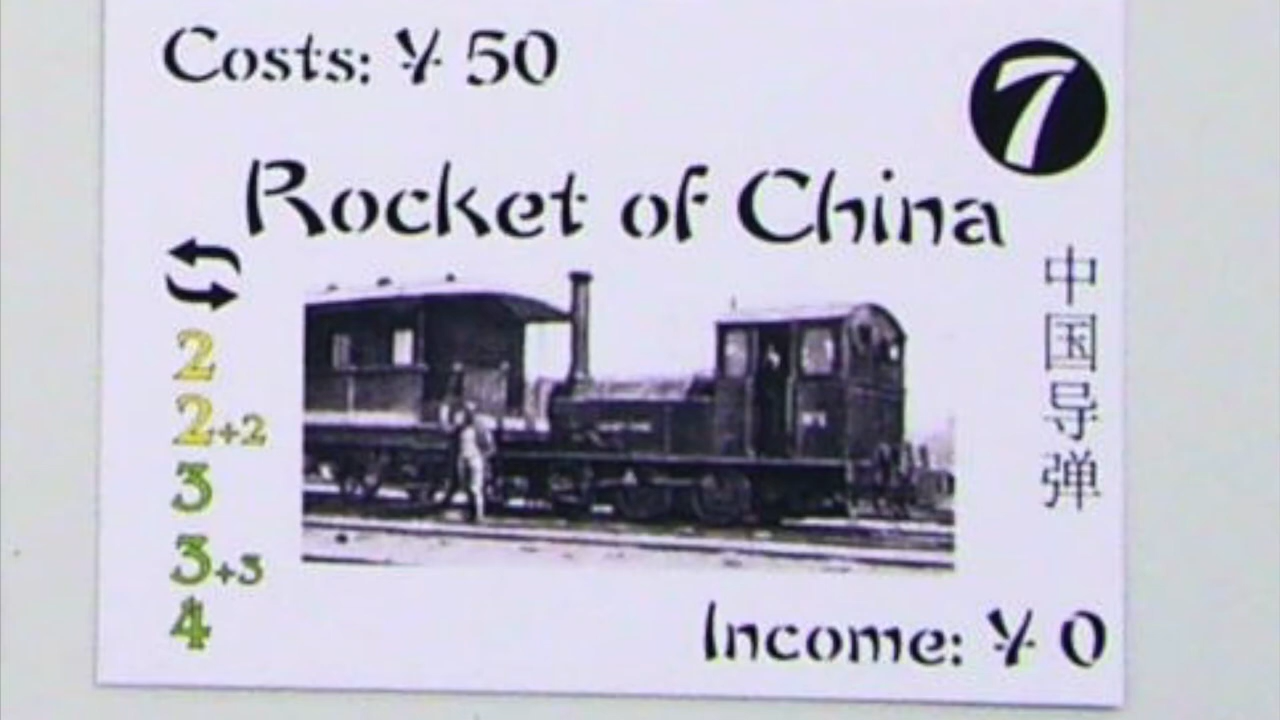 Costs: ¥ 50
7
Rocket of China
中国导弹
2
2+2
3
3+3
4
Income: ¥ 0